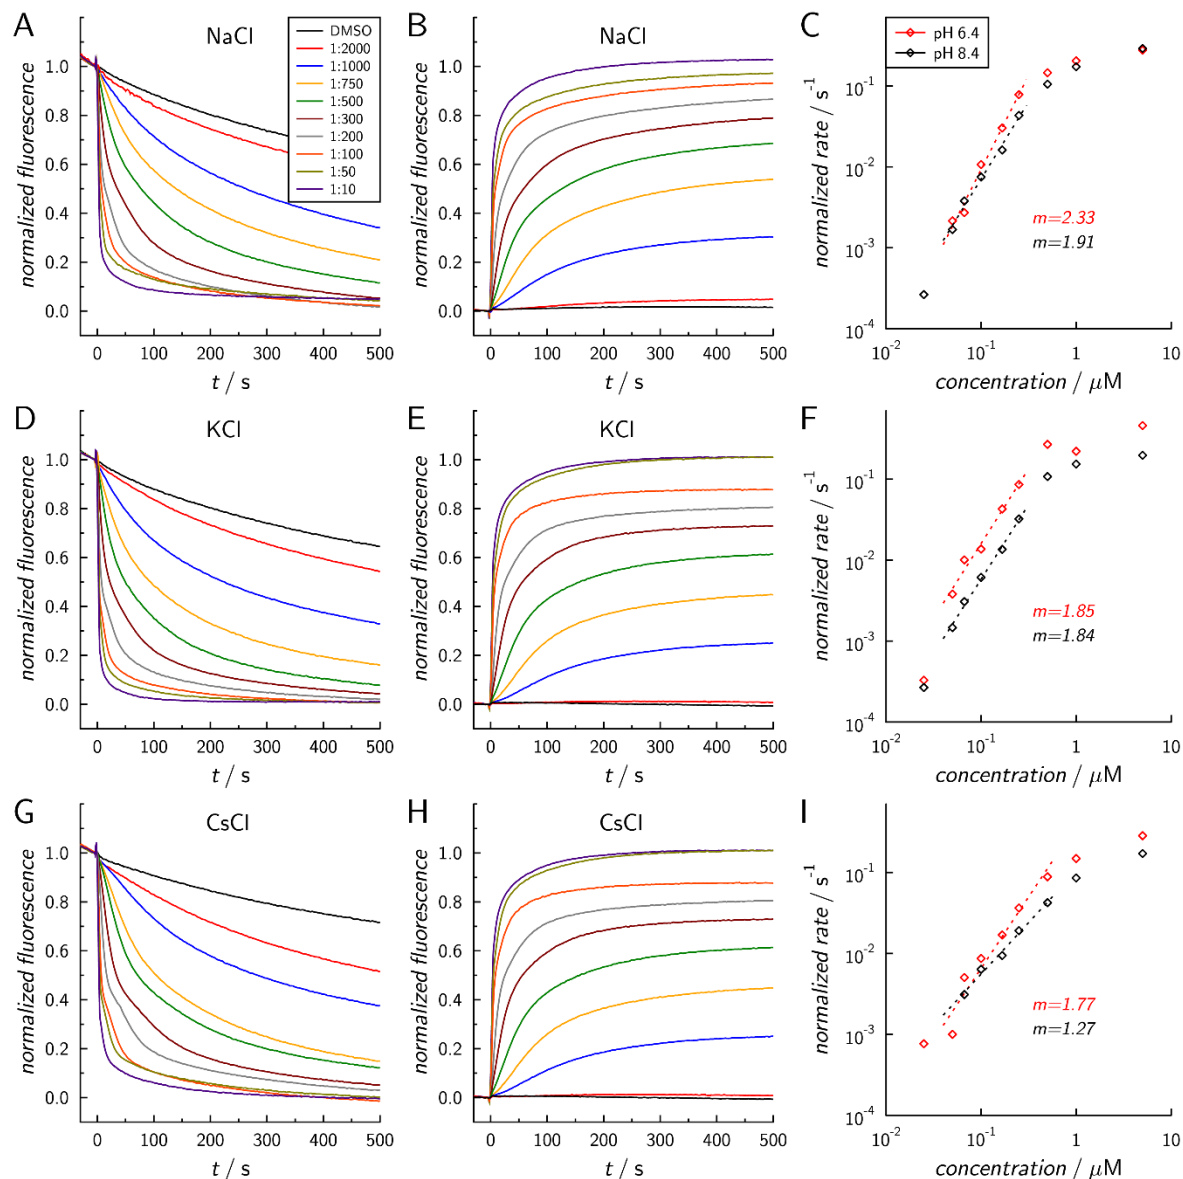 A
NaCl
DMSO
1:2000
1:1000
1:750
1:500
1:300
1:200
1:100
1:50
1:10
normalized fluorescence
1.0
0.8
0.6
0.4
0.2
0.0
0
100
200
300
400
500
t / s
B
NaCl
normalized fluorescence
1.0
0.8
0.6
0.4
0.2
0.0
0
100
200
300
400
500
t / s
C
pH 6.4
pH 8.4
normalized rate / s⁻¹
10⁻¹
10⁻²
10⁻³
10⁻⁴
m=2.33
m=1.91
10⁻²
10⁻¹
1
10
concentration / μM
D
KCl
normalized fluorescence
1.0
0.8
0.6
0.4
0.2
0.0
0
100
200
300
400
500
t / s
E
KCl
normalized fluorescence
1.0
0.8
0.6
0.4
0.2
0.0
0
100
200
300
400
500
t / s
F
normalized rate / s⁻¹
10⁻¹
10⁻²
10⁻³
10⁻⁴
m=1.85
m=1.84
10⁻²
10⁻¹
1
10
concentration / μM
G
CsCl
normalized fluorescence
1.0
0.8
0.6
0.4
0.2
0.0
0
100
200
300
400
500
t / s
H
CsCl
normalized fluorescence
1.0
0.8
0.6
0.4
0.2
0.0
0
100
200
300
400
500
t / s
I
normalized rate / s⁻¹
10⁻¹
10⁻²
10⁻³
10⁻⁴
m=1.77
m=1.27
10⁻²
10⁻¹
1
10
concentration / μM